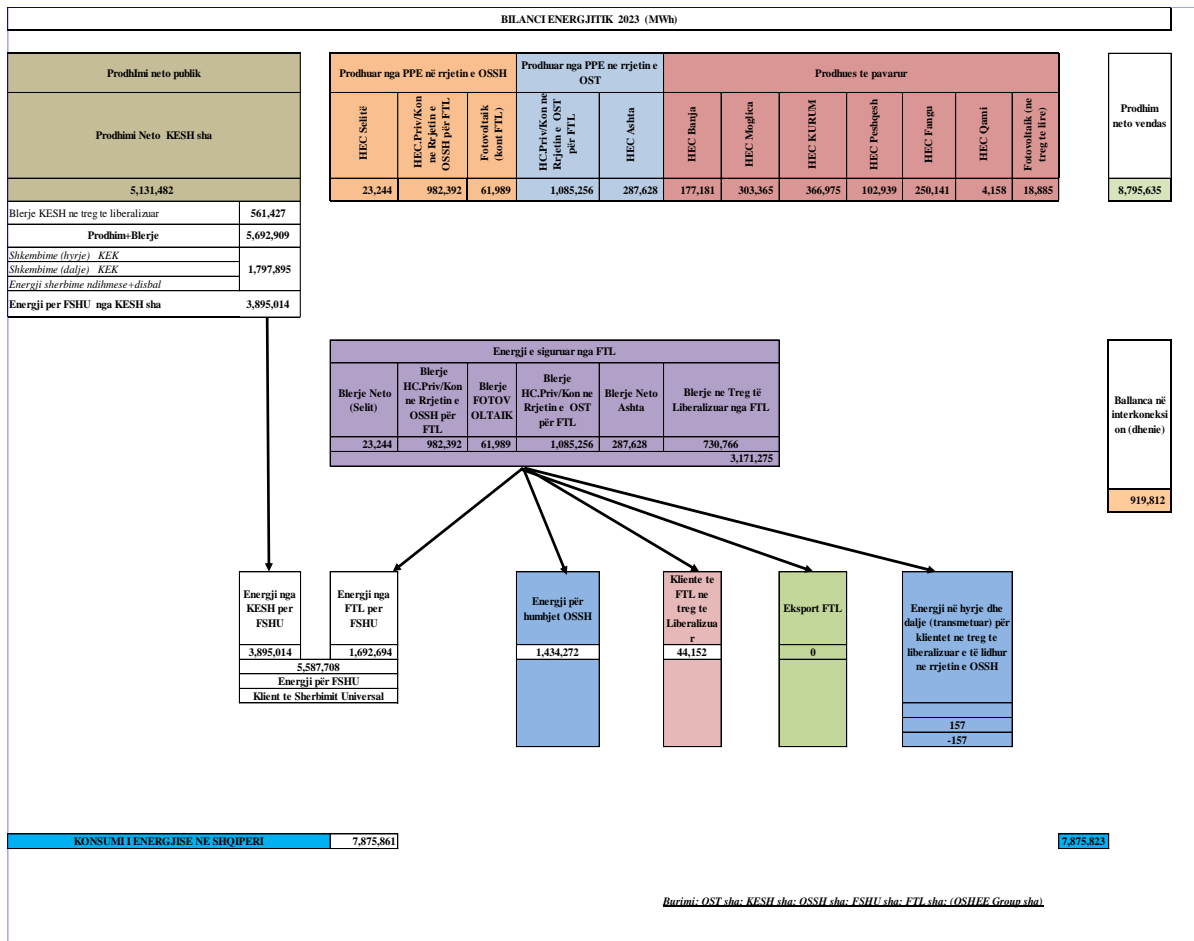 BILANCI ENERGJITIK 2023 (MWh)
ProdhImi neto publik
Prodhimi Neto KESH sha
5,131,482
Blerje KESH ne treg te liberalizuar 561,427
Prodhim+Blerje 5,692,909
Shkembime (hyrje) KEK
Shkembime (dalje) KEK
1,797,895
Energji sherbime ndihmese+disbal
Energji per FSHU nga KESH sha 3,895,014
Prodhuar nga PPE në rrjetin e OSSH
HEC Selitë
HEC.Priv/Kon
ne Rrjetin e
OSSH për FTL
Fotovoltaik
(kont FTL)
23,244 982,392 61,989
Prodhuar nga PPE ne rrjetin e
OST
HC.Priv/Kon ne
Rrjetin e OST
për FTL
HEC Ashta
1,085,256 287,628
Prodhues te pavarur
HEC Banja
HEC Moglica
HEC KURUM
HEC Peshqesh
HEC Fangu
HEC Qami
Fotovoltaik (ne
treg te lire)
177,181 303,365 366,975 102,939 250,141 4,158 18,885
Prodhim
neto vendas
8,795,635
Energji e siguruar nga FTL
Blerje Neto
(Selit)
Blerje
HC.Priv/Kon
ne Rrjetin e
OSSH për
FTL
Blerje
FOTOV
OLTAIK
Blerje
HC.Priv/Kon ne
Rrjetin e OST
për FTL
Blerje Neto
Ashta
Blerje ne Treg të
Liberalizuar nga FTL
23,244 982,392 61,989 1,085,256 287,628 730,766
3,171,275
Ballanca në
interkoneksi
on (dhenie)
919,812
Energji nga
KESH per
FSHU
Energji nga
FTL per
FSHU
3,895,014 1,692,694
5,587,708
Energji për FSHU
Klient te Sherbimit Universal
Energji për
humbjet OSSH
1,434,272
Kliente te
FTL ne
treg te
Liberalizua
r
44,152
Eksport FTL
0
Energji në hyrje dhe
dalje (transmetuar) për
klientet ne treg te
liberalizuar e të lidhur
ne rrjetin e OSSH
157
-157
KONSUMI I ENERGJISE NE SHQIPERI 7,875,861
7,875,823
Burimi: OST sha; KESH sha; OSSH sha; FSHU sha; FTL sha; (OSHEE Group sha)